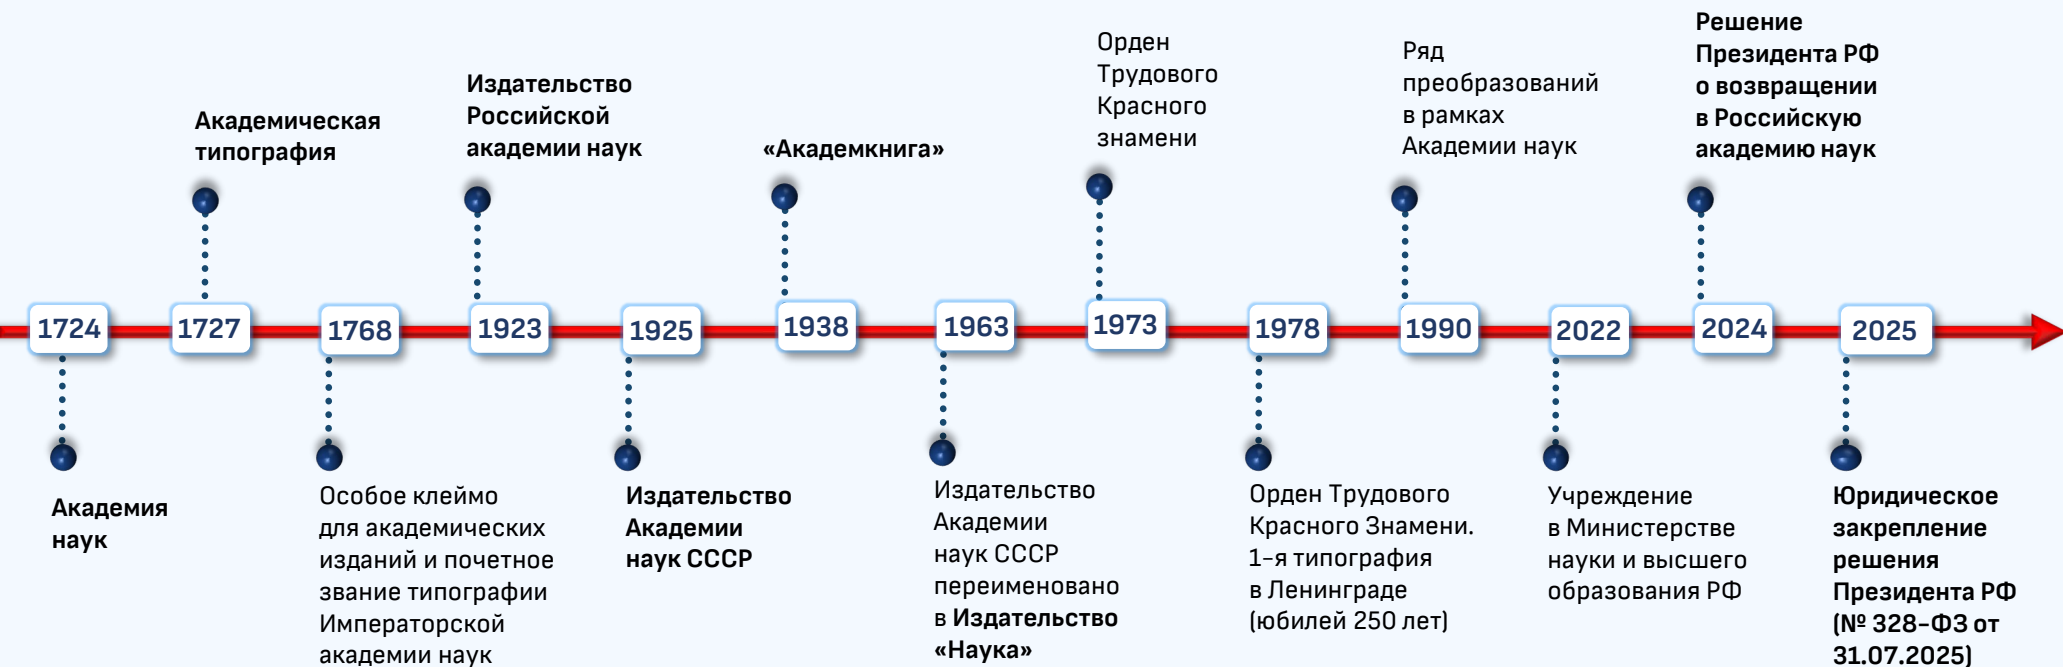 Академическая
типография
Издательство
Российской
академии наук
«Академкнига»
Орден
Трудового
Красного
знамени
Ряд
преобразований
в рамках
Академии наук
Решение
Президента РФ
о возвращении
в Российскую
академию наук
1724
1727
1768
1923
1925
1938
1963
1973
1978
1990
2022
2024
2025
Академия
наук
Особое клеймо
для академических
изданий и почетное
звание типографии
Императорской
академии наук
Издательство
Академии
наук СССР
Издательство
Академии
наук СССР
переименовано
в Издательство
«Наука»
Орден Трудового
Красного Знамени.
1-я типография
в Ленинграде
(юбилей 250 лет)
Учреждение
в Министерстве
науки и высшего
образования РФ
Юридическое
закрепление
решения
Президента РФ
(№ 328-ФЗ от
31.07.2025)